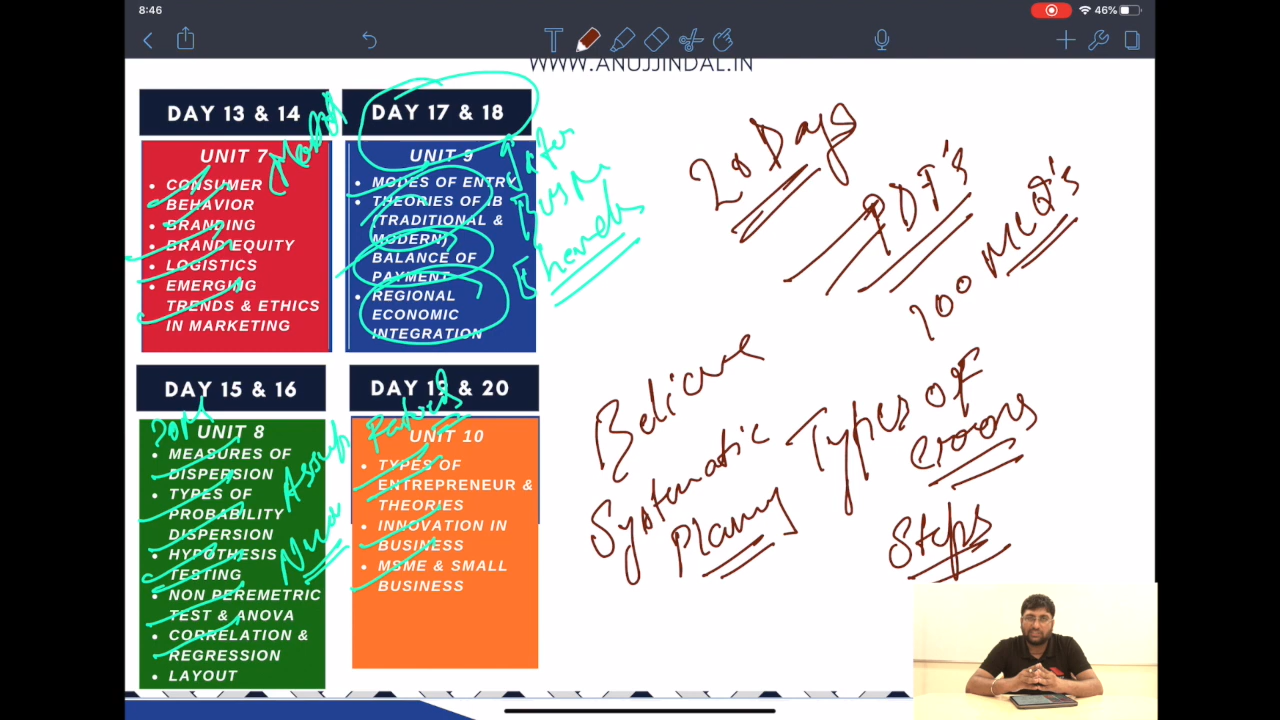 8:46
46%
T
WWW.ANUJJINDAL.IN
DAY 13 & 14
UNIT 7
• CONSUMER
BEHAVIOR
• BRANDING
• BRAND EQUITY
• LOGISTICS
• EMERGING
TRENDS & ETHICS
IN MARKETING
DAY 17 & 18
UNIT 9
• MODES OF ENTRY
• THEORIES OF IB
(TRADITIONAL &
MODERN)
BALANCE OF
PAYMENT
• REGIONAL
ECONOMIC
INTEGRATION
DAY 15 & 16
UNIT 8
• MEASURES OF
DISPERSION
• TYPES OF
PROBABILITY
DISPERSION
• HYPOTHESIS
TESTING
• NON PEREMETRIC
TEST & ANOVA
• CORRELATION &
REGRESSION
• LAYOUT
DAY 19 & 20
UNIT 10
• TYPES OF
ENTREPRENEUR &
THEORIES
• INNOVATION IN
BUSINESS
• MSME & SMALL
BUSINESS
20 Days
PDF's
100 MCQ's
Believe
Systematic
Types of
errors
Steps